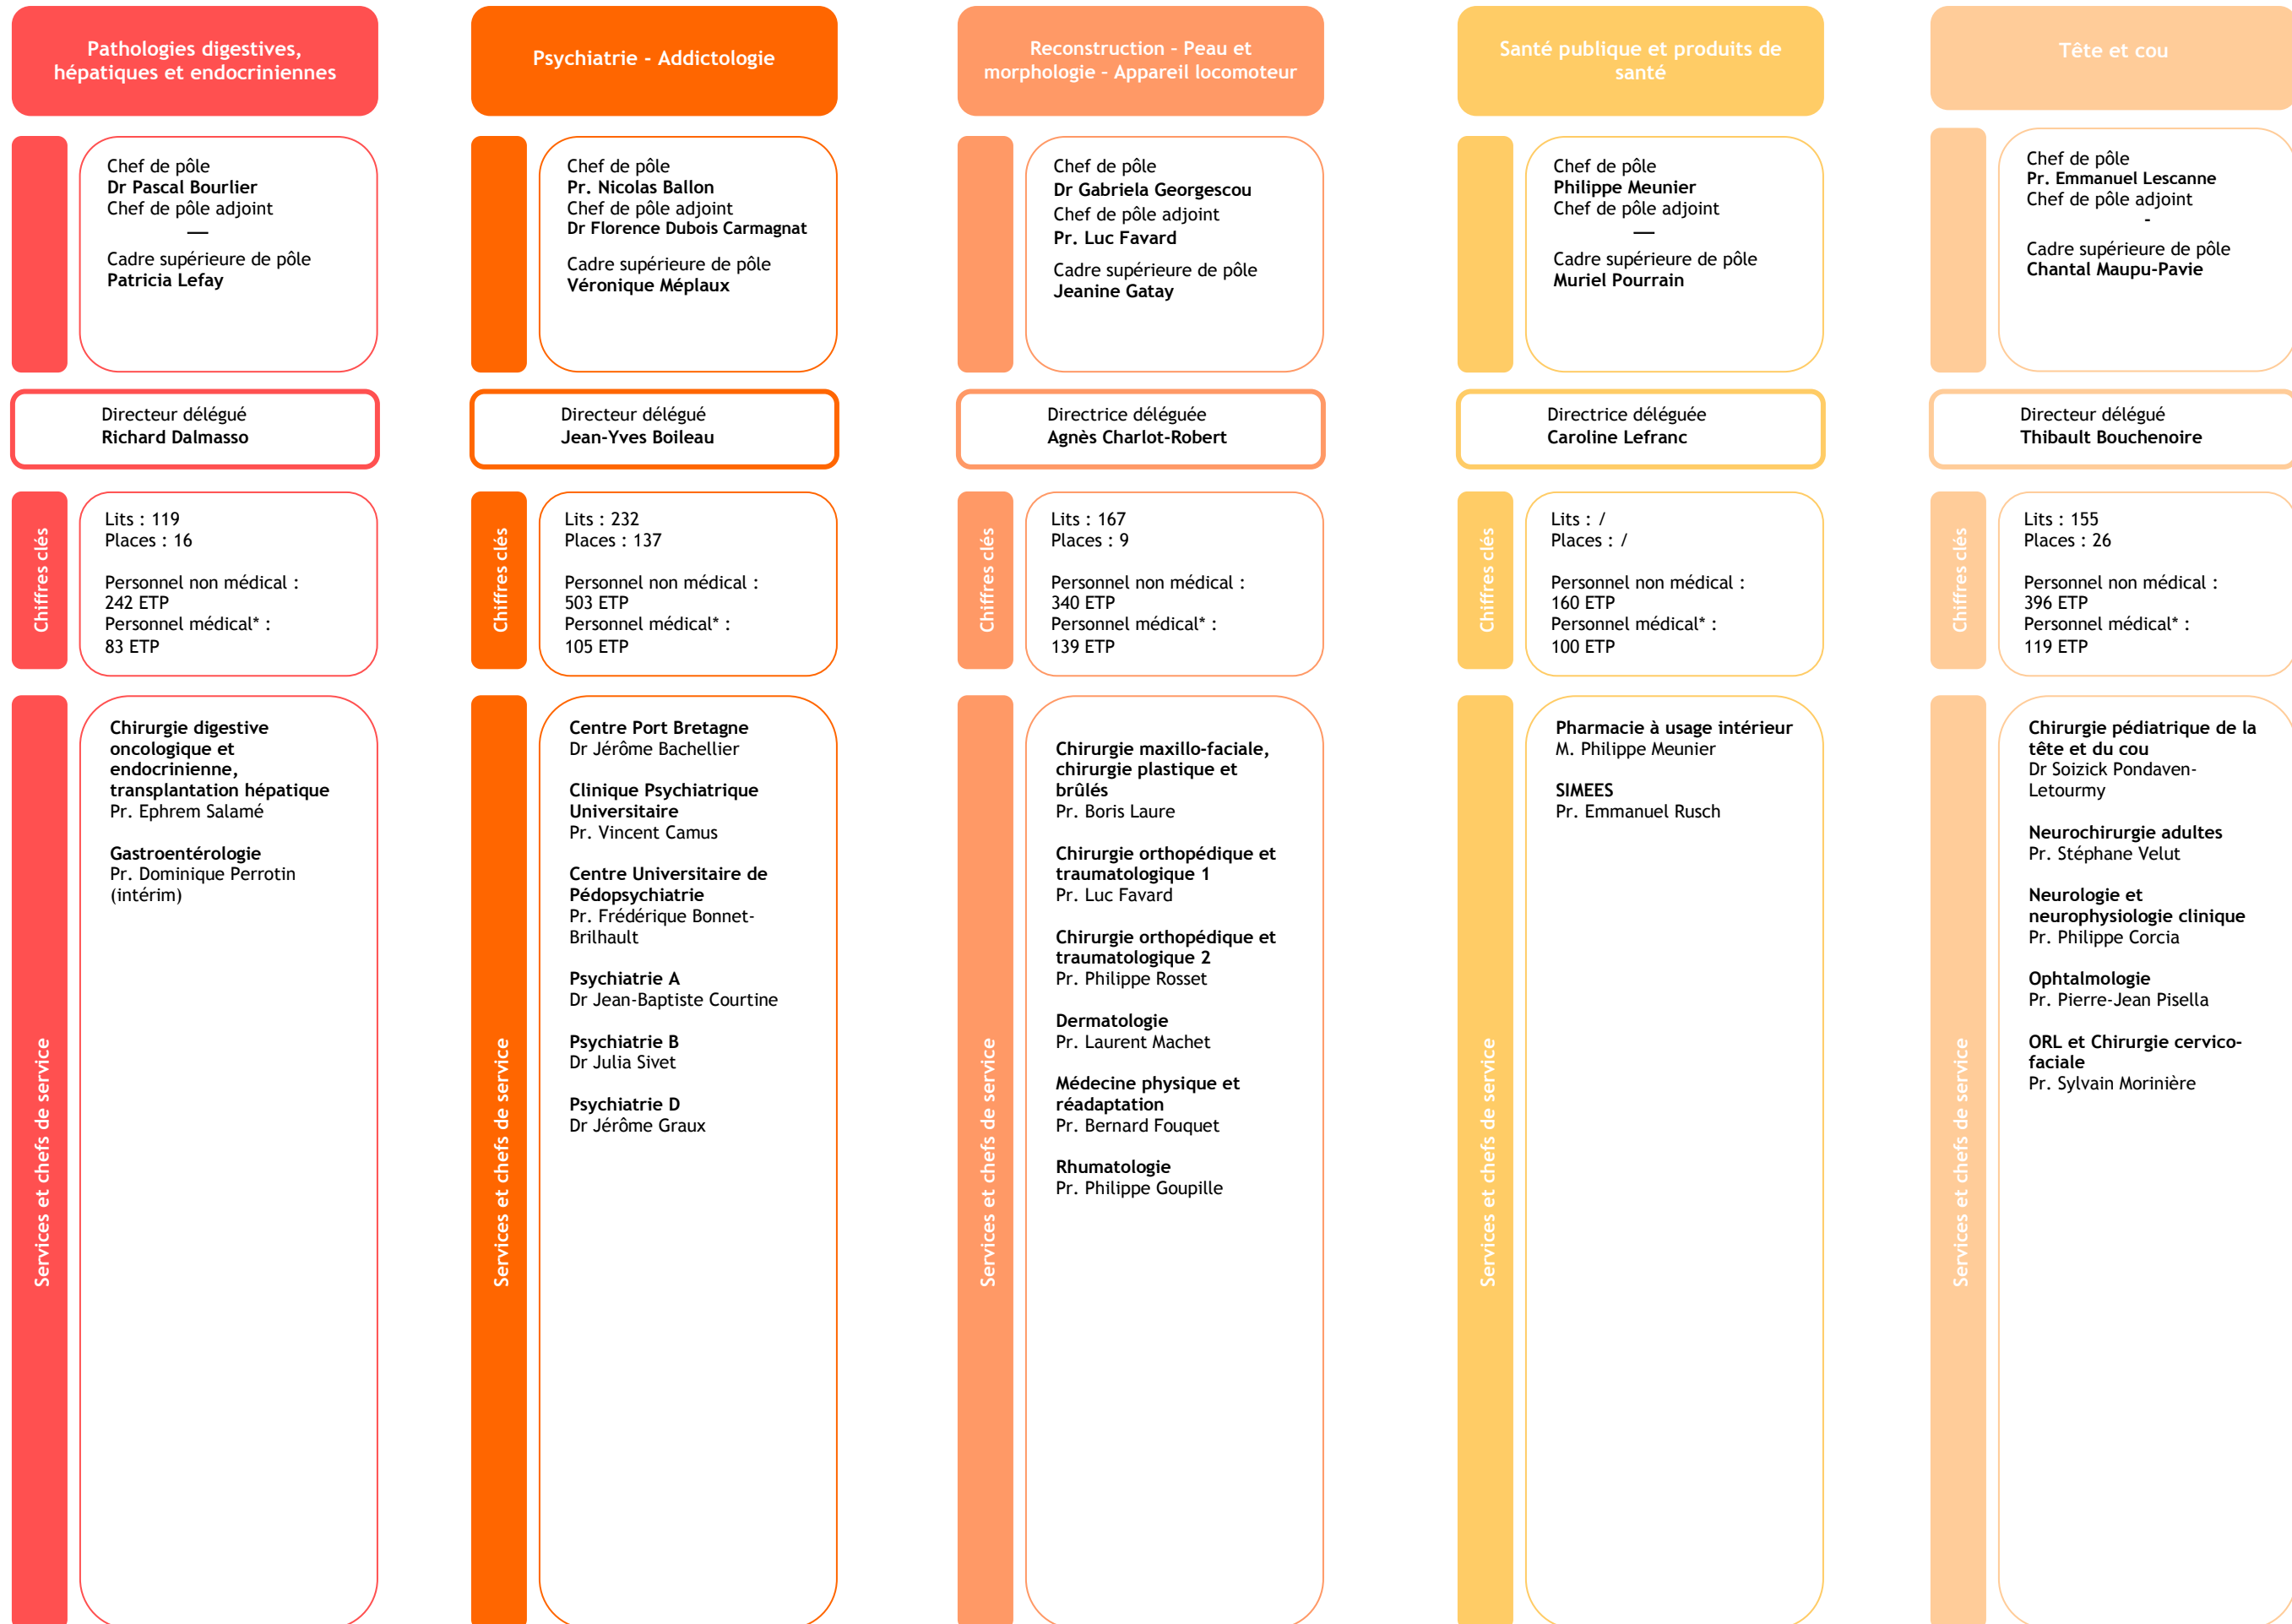 Pathologies digestives,
hépatiques et endocriniennes
Chef de pôle
Dr Pascal Bourlier
Chef de pôle adjoint
—
Cadre supérieure de pôle
Patricia Lefay
Directeur délégué
Richard Dalmasso
Chiffres clés
Lits : 119
Places : 16
Personnel non médical :
242 ETP
Personnel médical* :
83 ETP
Services et chefs de service
Chirurgie digestive
oncologique et
endocrinienne,
transplantation hépatique
Pr. Ephrem Salamé
Gastroentérologie
Pr. Dominique Perrotin
(intérim)
Psychiatrie - Addictologie
Chef de pôle
Pr. Nicolas Ballon
Chef de pôle adjoint
Dr Florence Dubois Carmagnat
Cadre supérieure de pôle
Véronique Méplaux
Directeur délégué
Jean-Yves Boileau
Chiffres clés
Lits : 232
Places : 137
Personnel non médical :
503 ETP
Personnel médical* :
105 ETP
Services et chefs de service
Centre Port Bretagne
Dr Jérôme Bachellier
Clinique Psychiatrique
Universitaire
Pr. Vincent Camus
Centre Universitaire de
Pédopsychiatrie
Pr. Frédérique Bonnet-
Brilhault
Psychiatrie A
Dr Jean-Baptiste Courtine
Psychiatrie B
Dr Julia Sivet
Psychiatrie D
Dr Jérôme Graux
Reconstruction - Peau et
morphologie - Appareil locomoteur
Chef de pôle
Dr Gabriela Georgescou
Chef de pôle adjoint
Pr. Luc Favard
Cadre supérieure de pôle
Jeanine Gatay
Directrice déléguée
Agnès Charlot-Robert
Chiffres clés
Lits : 167
Places : 9
Personnel non médical :
340 ETP
Personnel médical* :
139 ETP
Services et chefs de service
Chirurgie maxillo-faciale,
chirurgie plastique et
brûlés
Pr. Boris Laure
Chirurgie orthopédique et
traumatologique 1
Pr. Luc Favard
Chirurgie orthopédique et
traumatologique 2
Pr. Philippe Rosset
Dermatologie
Pr. Laurent Machet
Médecine physique et
réadaptation
Pr. Bernard Fouquet
Rhumatologie
Pr. Philippe Goupille
Santé publique et produits de
santé
Chef de pôle
Philippe Meunier
Chef de pôle adjoint
—
Cadre supérieure de pôle
Muriel Pourrain
Directrice déléguée
Caroline Lefranc
Chiffres clés
Lits : /
Places : /
Personnel non médical :
160 ETP
Personnel médical* :
100 ETP
Services et chefs de service
Pharmacie à usage intérieur
M. Philippe Meunier
SIMEES
Pr. Emmanuel Rusch
Tête et cou
Chef de pôle
Pr. Emmanuel Lescanne
Chef de pôle adjoint
-
Cadre supérieure de pôle
Chantal Maupu-Pavie
Directeur délégué
Thibault Bouchenoire
Chiffres clés
Lits : 155
Places : 26
Personnel non médical :
396 ETP
Personnel médical* :
119 ETP
Services et chefs de service
Chirurgie pédiatrique de la
tête et du cou
Dr Soizick Pondaven-
Letourmy
Neurochirurgie adultes
Pr. Stéphane Velut
Neurologie et
neurophysiologie clinique
Pr. Philippe Corcia
Ophtalmologie
Pr. Pierre-Jean Pisella
ORL et Chirurgie cervico-
faciale
Pr. Sylvain Morinière